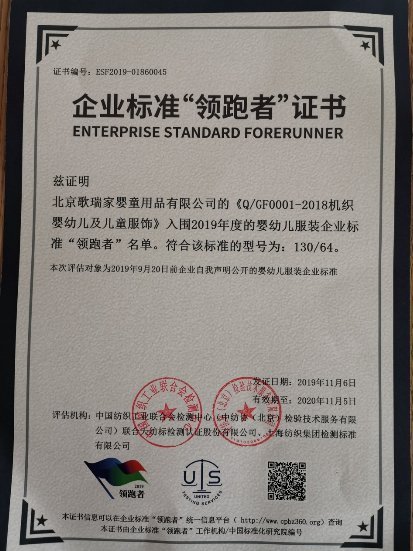 证书编号：ESF2019-01860045
企业标准“领跑者”证书
ENTERPRISE STANDARD FORERUNNER
兹证明
北京歌瑞家婴童用品有限公司的《Q/GF0001-2018机织
婴幼儿及儿童服饰》入围2019年度的婴幼儿服装企业标
准“领跑者”名单。符合该标准的型号为：130/64。
本次评估对象为2019年9月20日前企业自我声明公开的婴幼儿服装企业标准
发证日期：2019年11月6日
有效期至：2020年11月5日
评估机构：中国纺织工业联合会检测中心（中纺协（北京）检验技术服务有限
公司）联合天纺标检测认证股份有限公司、上海纺织集团检测标准
有限公司
2019
领跑者
UTS
UNITED
TESTING SERVICES
本证书信息可以在企业标准“领跑者”统一信息平台（http://www.cpbz360.org）查询
本证书由企业标准“领跑者”工作机构/中国标准化研究院编号